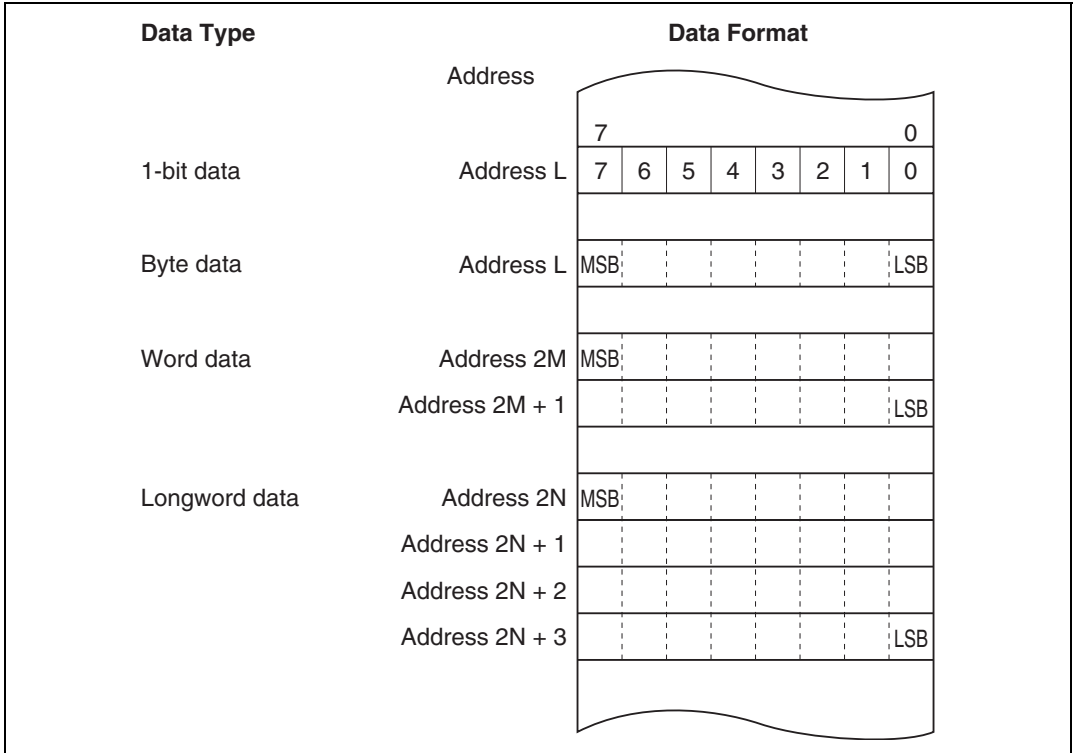 Data Type Data Format
Address
7 0
1-bit data Address L 7 6 5 4 3 2 1 0
Byte data Address L MSB LSB
Word data Address 2M MSB
Address 2M + 1 LSB
Longword data Address 2N MSB
Address 2N + 1
Address 2N + 2
Address 2N + 3 LSB